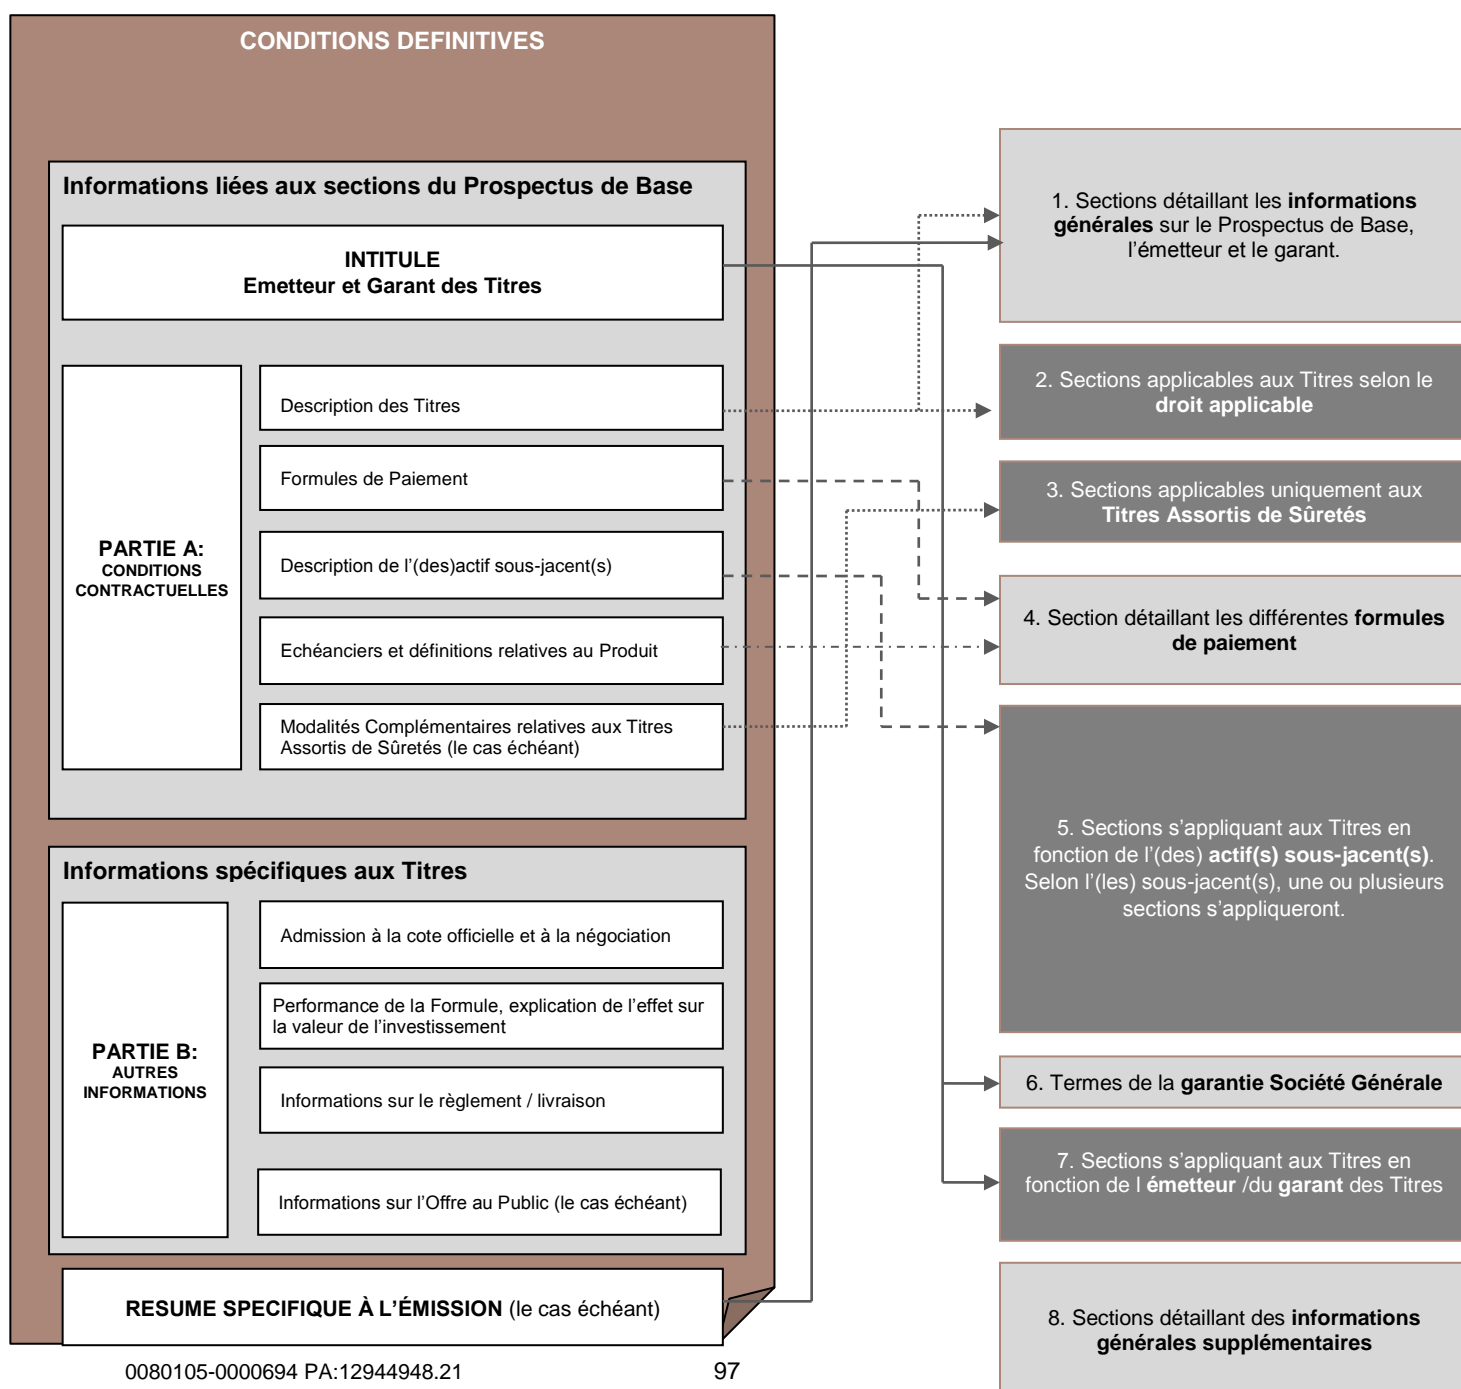 CONDITIONS DEFINITIVES
Informations liées aux sections du Prospectus de Base
INTITULE
Emetteur et Garant des Titres
PARTIE A:
CONDITIONS
CONTRACTUELLES
Description des Titres
Formules de Paiement
Description de l’(des)actif sous-jacent(s)
Echéanciers et définitions relatives au Produit
Modalités Complémentaires relatives aux Titres
Assortis de Sûretés (le cas échéant)
Informations spécifiques aux Titres
PARTIE B:
AUTRES
INFORMATIONS
Admission à la cote officielle et à la négociation
Performance de la Formule, explication de l’effet sur
la valeur de l’investissement
Informations sur le règlement / livraison
Informations sur l’Offre au Public (le cas échéant)
RESUME SPECIFIQUE À L’ÉMISSION (le cas échéant)
1. Sections détaillant les informations
générales sur le Prospectus de Base,
l’émetteur et le garant.
2. Sections applicables aux Titres selon le
droit applicable
3. Sections applicables uniquement aux
Titres Assortis de Sûretés
4. Section détaillant les différentes formules
de paiement
5. Sections s’appliquant aux Titres en
fonction de l’(des) actif(s) sous-jacent(s).
Selon l’(les) sous-jacent(s), une ou plusieurs
sections s’appliqueront.
6. Termes de la garantie Société Générale
7. Sections s’appliquant aux Titres en
fonction de l émetteur /du garant des Titres
8. Sections détaillant des informations
générales supplémentaires
0080105-0000694 PA:12944948.21
97